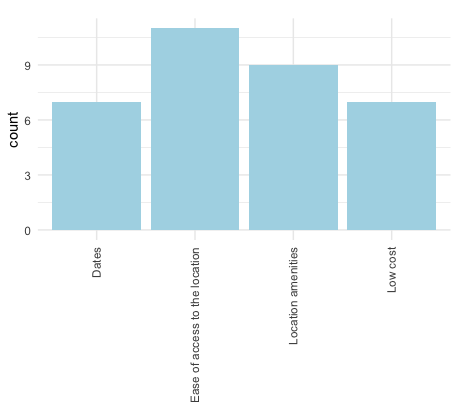 count
9
6
3
0
Dates
Ease of access to the location
Location amenities
Low cost